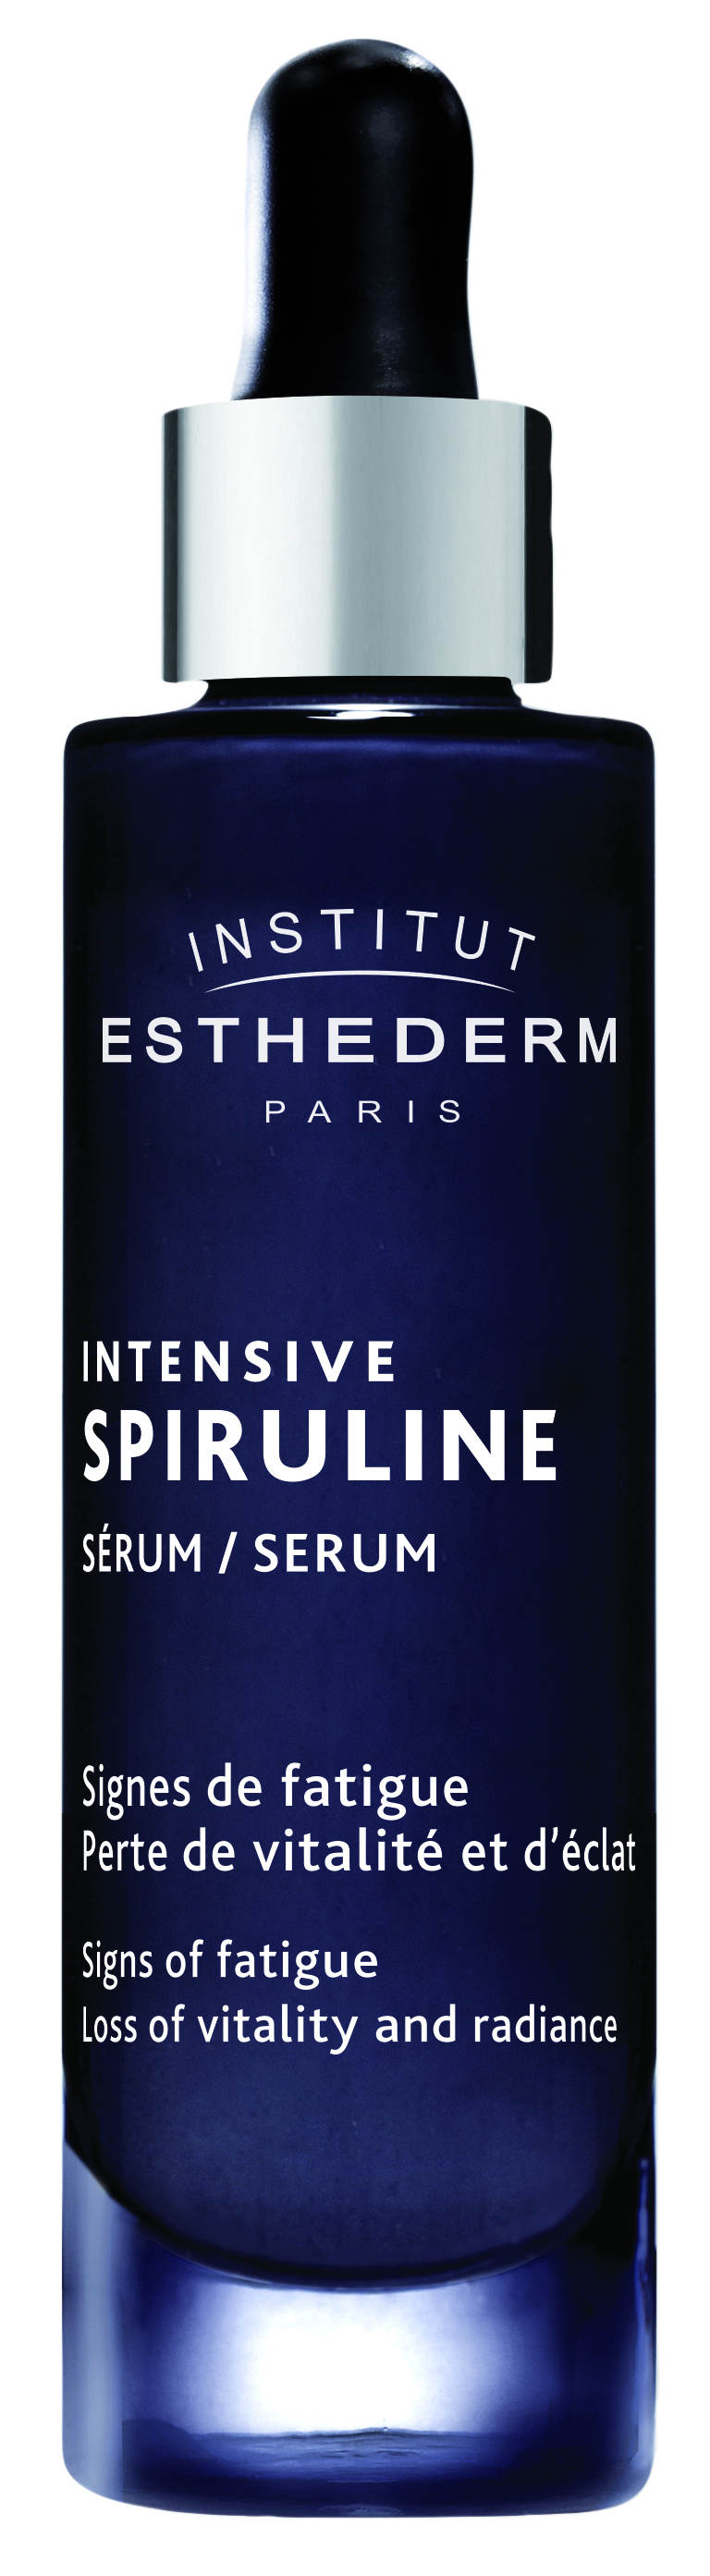 INSTITUT
ESTHEDERM
PARIS
INTENSIVE
SPIRULINE
SÉRUM / SERUM
Signes de fatigue
Perte de vitalité et d'éclat
Signs of fatigue
Loss of vitality and radiance